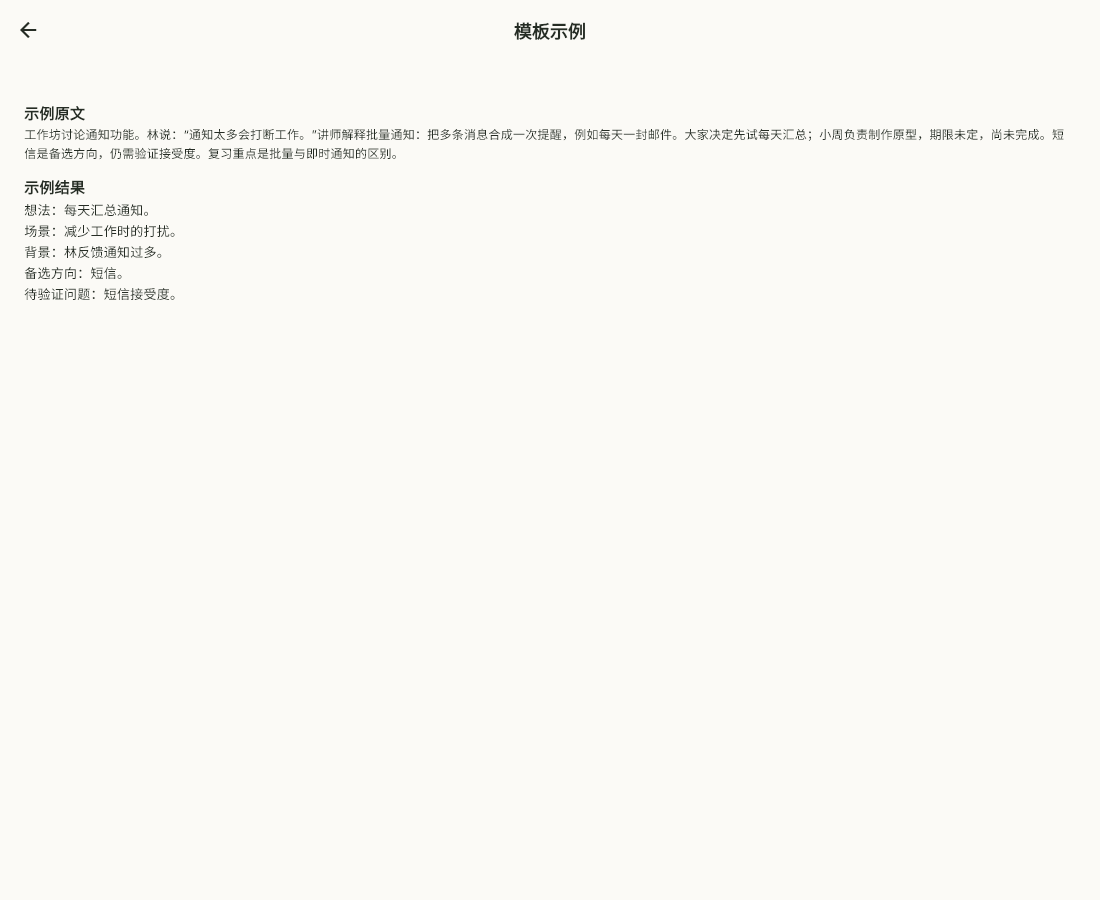 模板示例
示例原文
工作坊讨论通知功能。林说：“通知太多会打断工作。”讲师解释批量通知：把多条消息合成一次提醒，例如每天一封邮件。大家决定先试每天汇总；小周负责制作原型，期限未定，尚未完成。短
信是备选方向，仍需验证接受度。复习重点是批量与即时通知的区别。
示例结果
想法：每天汇总通知。
场景：减少工作时的打扰。
背景：林反馈通知过多。
备选方向：短信。
待验证问题：短信接受度。